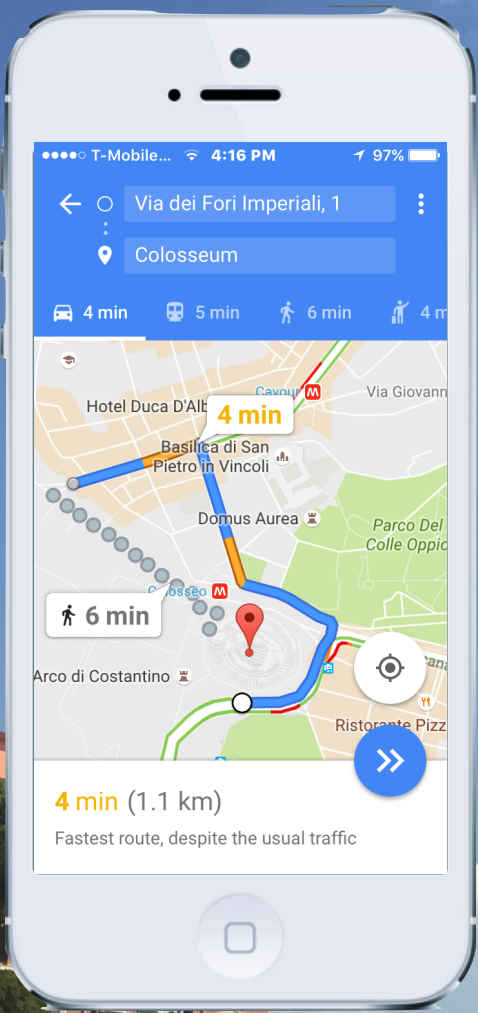 T-Mobile... 4:16 PM 97%
Via dei Fori Imperiali, 1
Colosseum
4 min 5 min 6 min 4 m
Cavour M
Via Giovann
Hotel Duca D'Alb
4 min
Basilica di San
Pietro in Vincoli
Domus Aurea
Parco Del
Colle Oppio
Colosseo M
6 min
Arco di Costantino
Ristorante Pizz
4 min (1.1 km)
Fastest route, despite the usual traffic